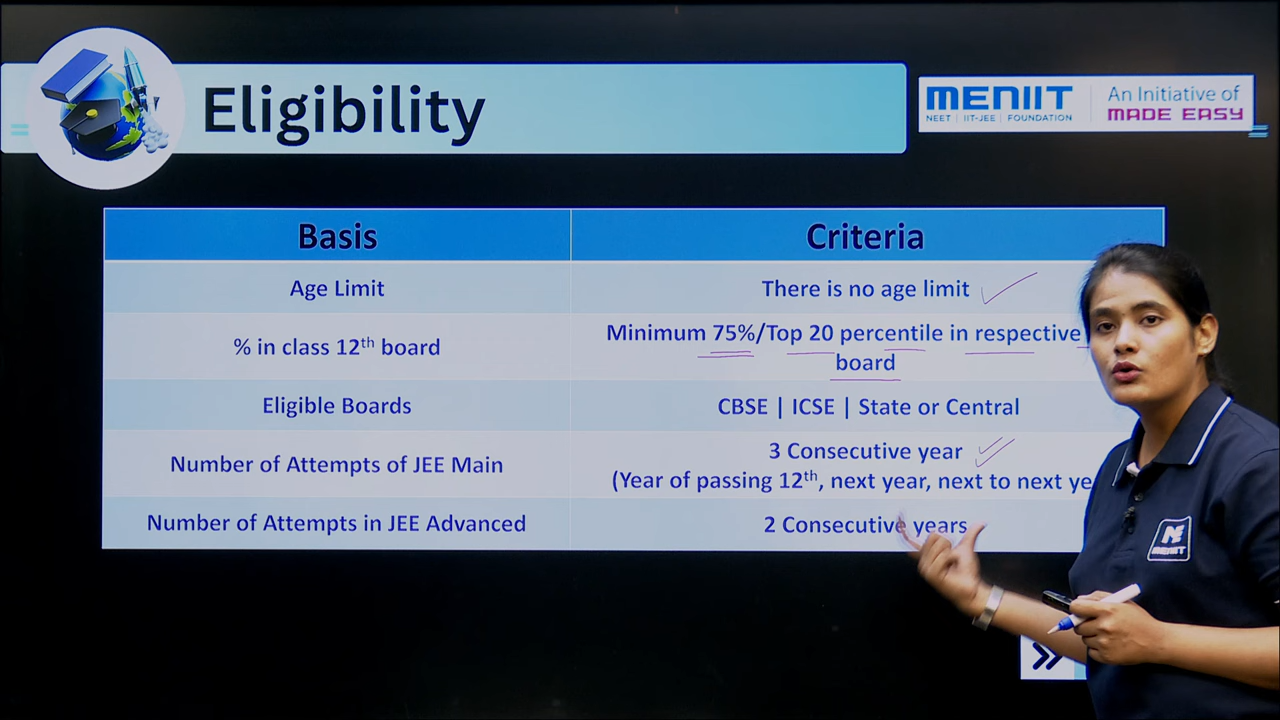 Eligibility
MENIIT
NEET | IIT-JEE | FOUNDATION
An Initiative of
MADE EASY
Basis
Criteria
Age Limit
There is no age limit
% in class 12th board
Minimum 75%/Top 20 percentile in respective
board
Eligible Boards
CBSE | ICSE | State or Central
Number of Attempts of JEE Main
3 Consecutive year
(Year of passing 12th, next year, next to next ye
Number of Attempts in JEE Advanced
2 Consecutive years
MENIIT